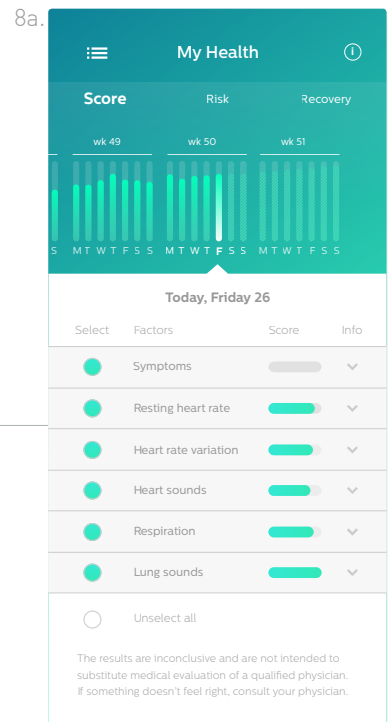 8a.
My Health
Score Risk Recovery
wk 49 wk 50 wk 51
S M T W T F S S M T W T F S S M T W T F S S
Today, Friday 26
Select Factors Score Info
Symptoms
Resting heart rate
Heart rate variation
Heart sounds
Respiration
Lung sounds
Unselect all
The results are inconclusive and are not intended to
substitute medical evaluation of a qualified physician.
If something doesn't feel right, consult your physician.